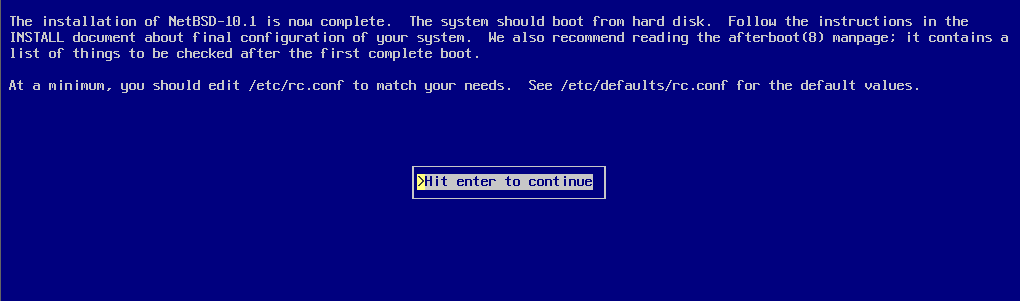 The installation of NetBSD-10.1 is now complete.  The system should boot from hard disk.  Follow the instructions in the
INSTALL document about final configuration of your system.  We also recommend reading the afterboot(8) manpage; it contains a
list of things to be checked after the first complete boot.
At a minimum, you should edit /etc/rc.conf to match your needs.  See /etc/defaults/rc.conf for the default values.
>Hit enter to continue